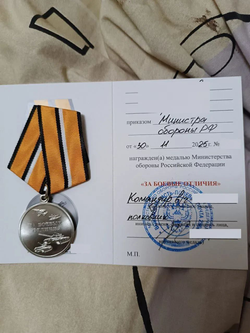 приказом Министра
обороны РФ
от «30» 11 2025 г. №
награжден(а) медалью Министерства
обороны Российской Федерации
«ЗА БОЕВЫЕ ОТЛИЧИЯ»
Командир в/ч
полковник
М.П.